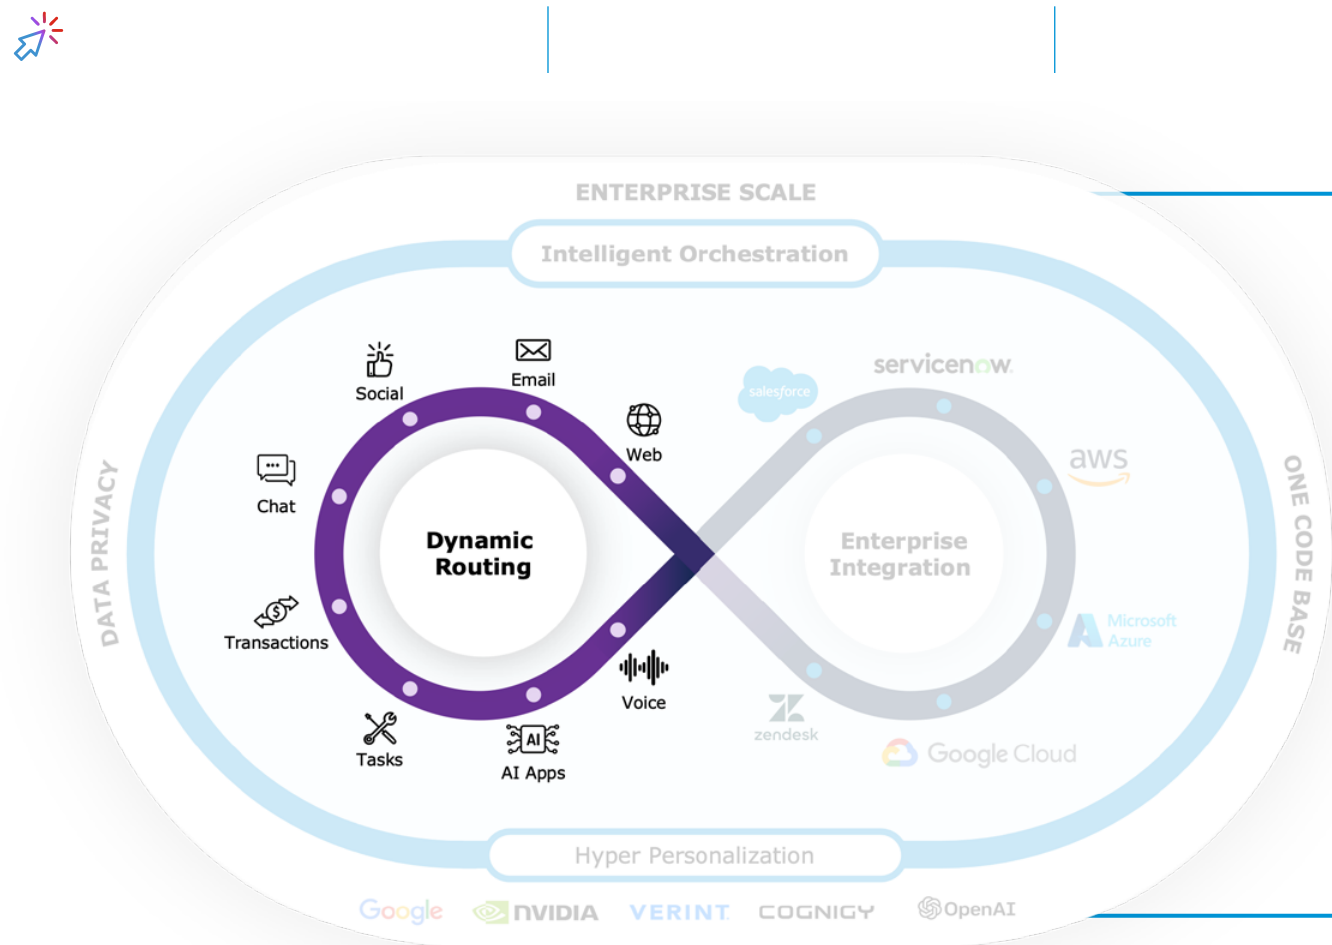 ENTERPRISE SCALE
Intelligent Orchestration
Social
Email
Web
Chat
Transactions
Tasks
AI
AI Apps
Voice
Dynamic
Routing
salesforce
servicenow
aws
Enterprise
Integration
Microsoft
Azure
zendesk
Google Cloud
DATA PRIVACY
ONE CODE BASE
Hyper Personalization
Google
NVIDIA
VERINT
COGNIGY
OpenAI